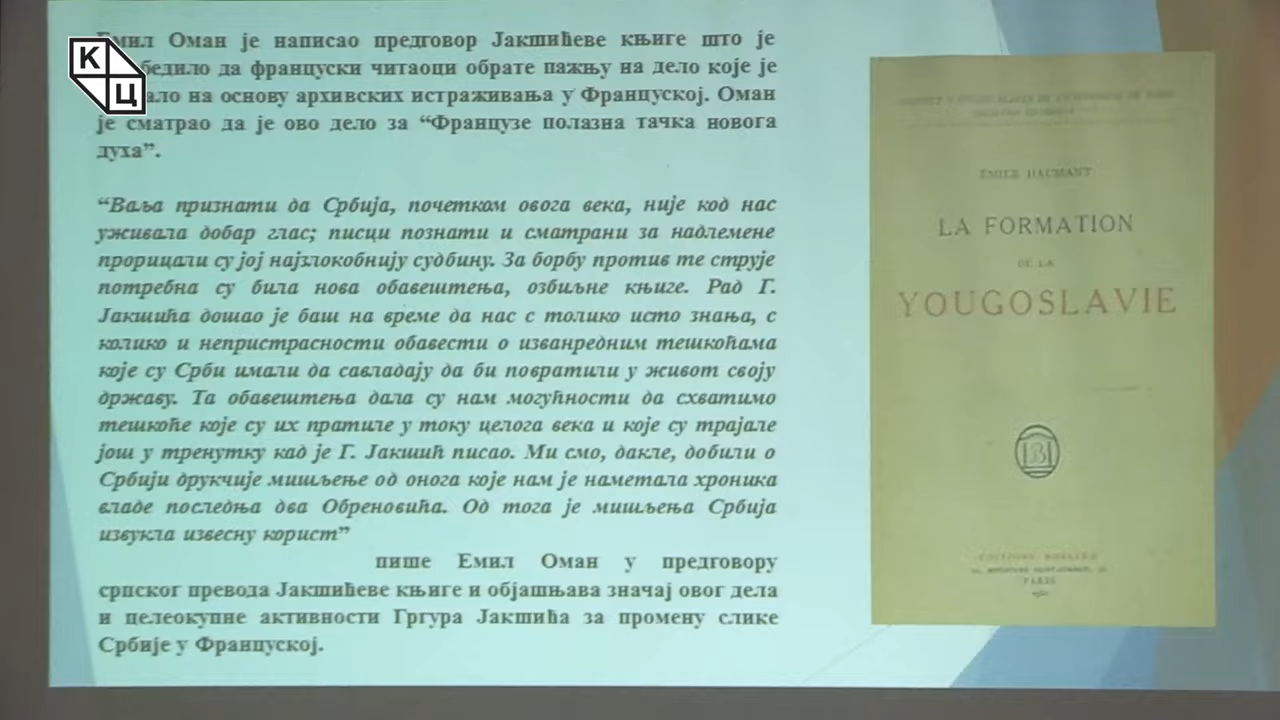 Емил Оман је написао предговор Јакшићеве књиге што је
да француски читаоци обрате пажњу на дело које је
на основу архивских истраживања у Француској. Оман
је сматрао да је ово дело за “Французе полазна тачка новога
духа”.
“Ваља признати да Србија, почетком овога века, није код нас
уживала добар глас; писци познати и сматрани за надлемене
прорицали су јој најзлокобнију судбину. За борбу против те струје
потребна су била нова обавештења, озбиљне књиге. Рад Г.
Јакшића дошао је баш на време да нас с толико исто знања, с
колико и непристрасности обавести о изванредним тешкоћама
које су Срби имали да савладају да би повратили у живот своју
државу. Та обавештења дала су нам могућности да схватимо
тешкоће које су их пратиле у току целога века и које су трајале
још у тренутку кад је Г. Јакшић писао. Ми смо, дакле, добили о
Србији друкчије мишљење од онога које нам је наметала хроника
владе последња два Обреновића. Од тога је мишљења Србија
извукла извесну корист”
пише Емил Оман у предговору
српског превода Јакшићеве књиге и објашњава значај овог дела
и целеокупне активности Гргура Јакшића за промену слике
Србије у Француској.
КЦ
ÉMILE HAUMANT
LA FORMATION
DE LA
YOUGOSLAVIE
B
ÉDITIONS BOSSARD
PARIS